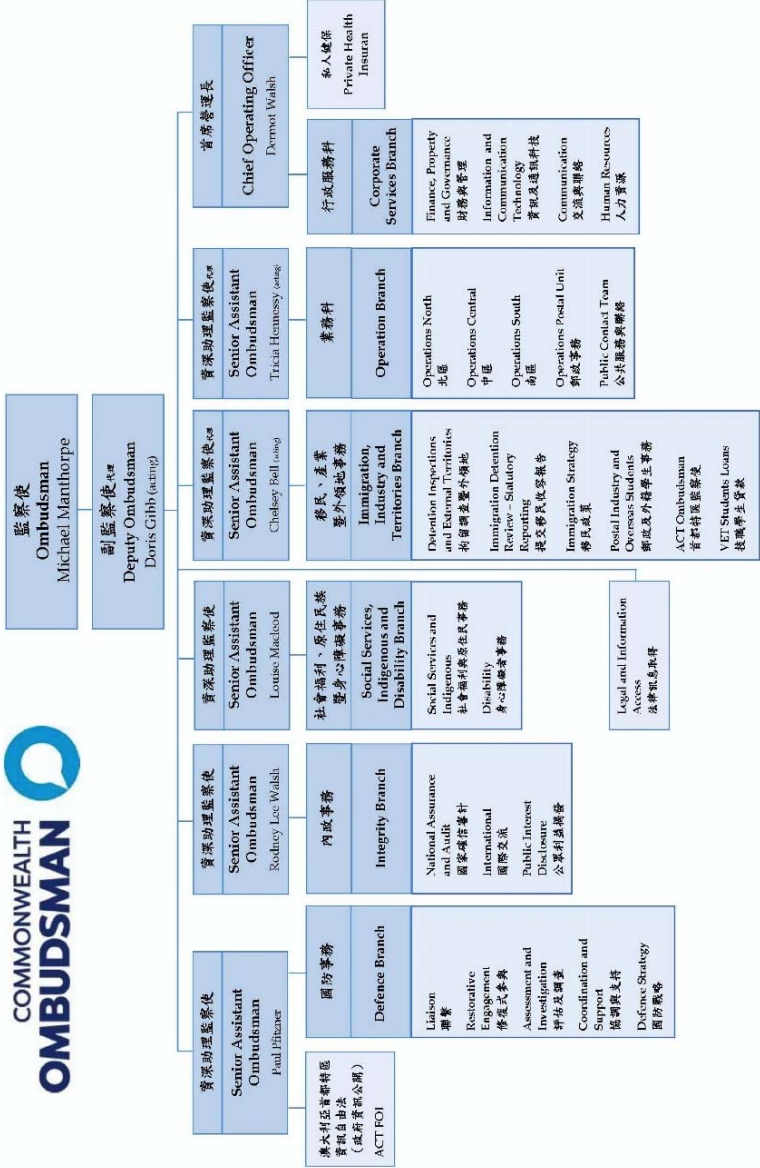 COMMONWEALTH
OMBUDSMAN
監察使
Ombudsman
Michael Manthorpe
副監察使代理
Deputy Ombudsman
Doris Gibb (acting)
資深助理監察使
Senior Assistant
Ombudsman
Paul Pfitzner
澳大利亞首都特區
資訊自由法
(政府資訊公開)
ACT FOI
國防事務
Defence Branch
Liaison
聯繫
Restorative
Engagement
修復式參與
Assessment and
Investigation
評估及調查
Coordination and
Support
協調與支持
Defence Strategy
國防戰略
資深助理監察使
Senior Assistant
Ombudsman
Rodney Lee Walsh
內政事務
Integrity Branch
National Assurance
and Audit
國家確信審計
International
國際交流
Public Interest
Disclosure
公眾利益揭發
資深助理監察使
Senior Assistant
Ombudsman
Louise Macleod
社會福利、原住民族
暨身心障礙事務
Social Services,
Indigenous and
Disability Branch
Social Services and
Indigenous
社會福利與原住民事務
Disability
身心障礙者事務
資深助理監察使代理
Senior Assistant
Ombudsman
Chelsey Bell (acting)
移民、產業
暨外領地事務
Immigration,
Industry and
Territories Branch
Detention Inspections
and External Territories
拘留調查暨外領地
Immigration Detention
Review – Statutory
Reporting
提交移民收容報告
Immigration Strategy
移民政策
Postal Industry and
Overseas Students
郵政及外籍學生事務
ACT Ombudsman
首都特區監察使
VET Students Loans
技職學生貸款
資深助理監察使代理
Senior Assistant
Ombudsman
Tricia Hennessy (acting)
業務科
Operation Branch
Operations North
北區
Operations Central
中區
Operations South
南區
Operations Postal Unit
郵政事務
Public Contact Team
公共服務與聯絡
首席營運長
Chief Operating Officer
Dermot Walsh
行政服務科
Corporate
Services Branch
Finance, Property
and Governance
財務與管理
Information and
Communication
Technology
資訊及通訊科技
Communication
交流與聯絡
Human Resources
人力資源
私人健保
Private Health
Insuran
Legal and Information
Access
法律訊息取得